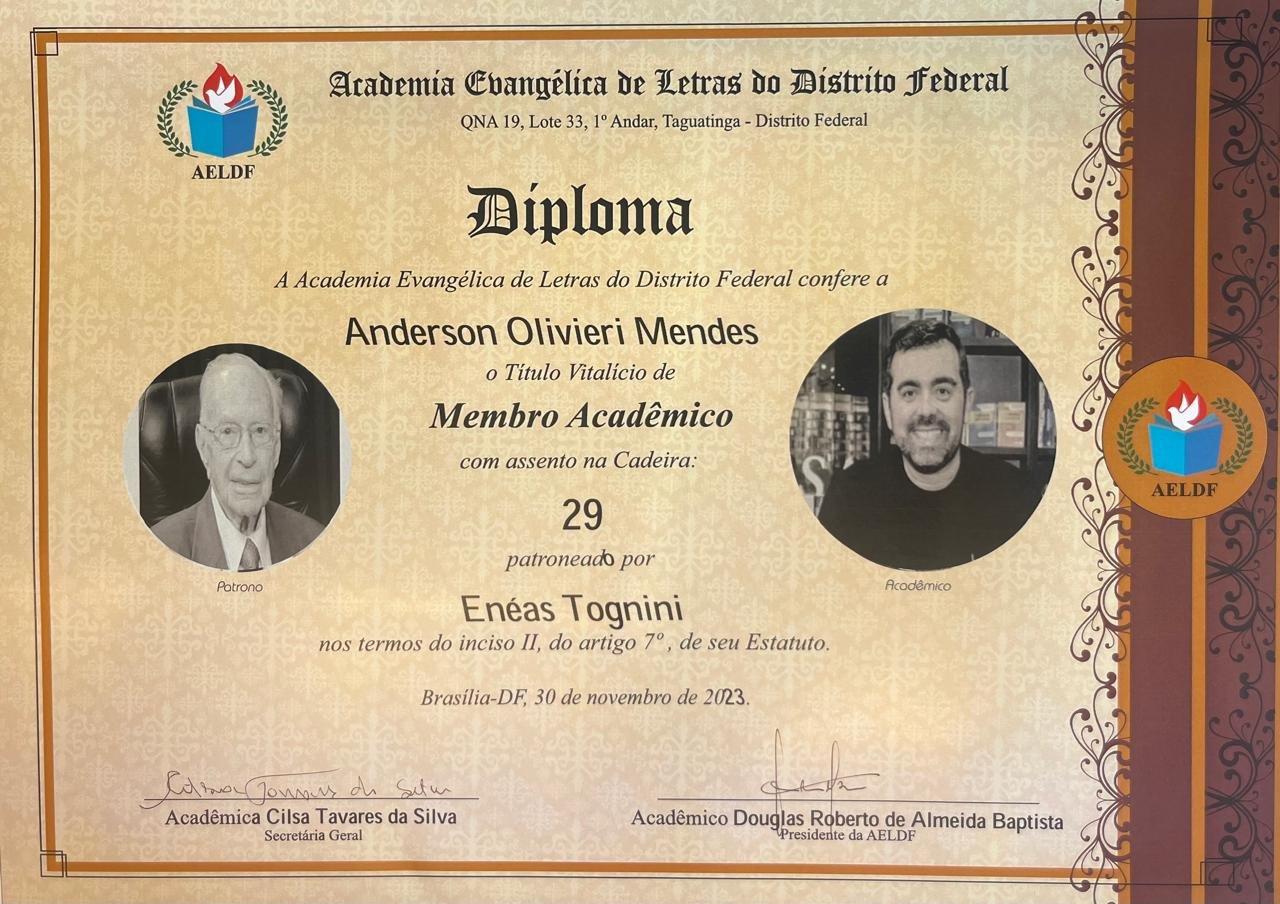 Academia Evangélica de Letras do Distrito Federal
QNA 19, Lote 33, 1º Andar, Taguatinga - Distrito Federal
AELDF
Diploma
A Academia Evangélica de Letras do Distrito Federal confere a
Anderson Olivieri Mendes
o Título Vitalício de
Membro Acadêmico
com assento na Cadeira:
29
patroneado por
Patrono
Acadêmico
Enéas Tognini
nos termos do inciso II, do artigo 7º, de seu Estatuto.
Brasília-DF, 30 de novembro de 2023.
AELDF
Cilsa Tavares da Silva
Acadêmica Cilsa Tavares da Silva
Secretária Geral
Acadêmico Douglas Roberto de Almeida Baptista
Presidente da AELDF